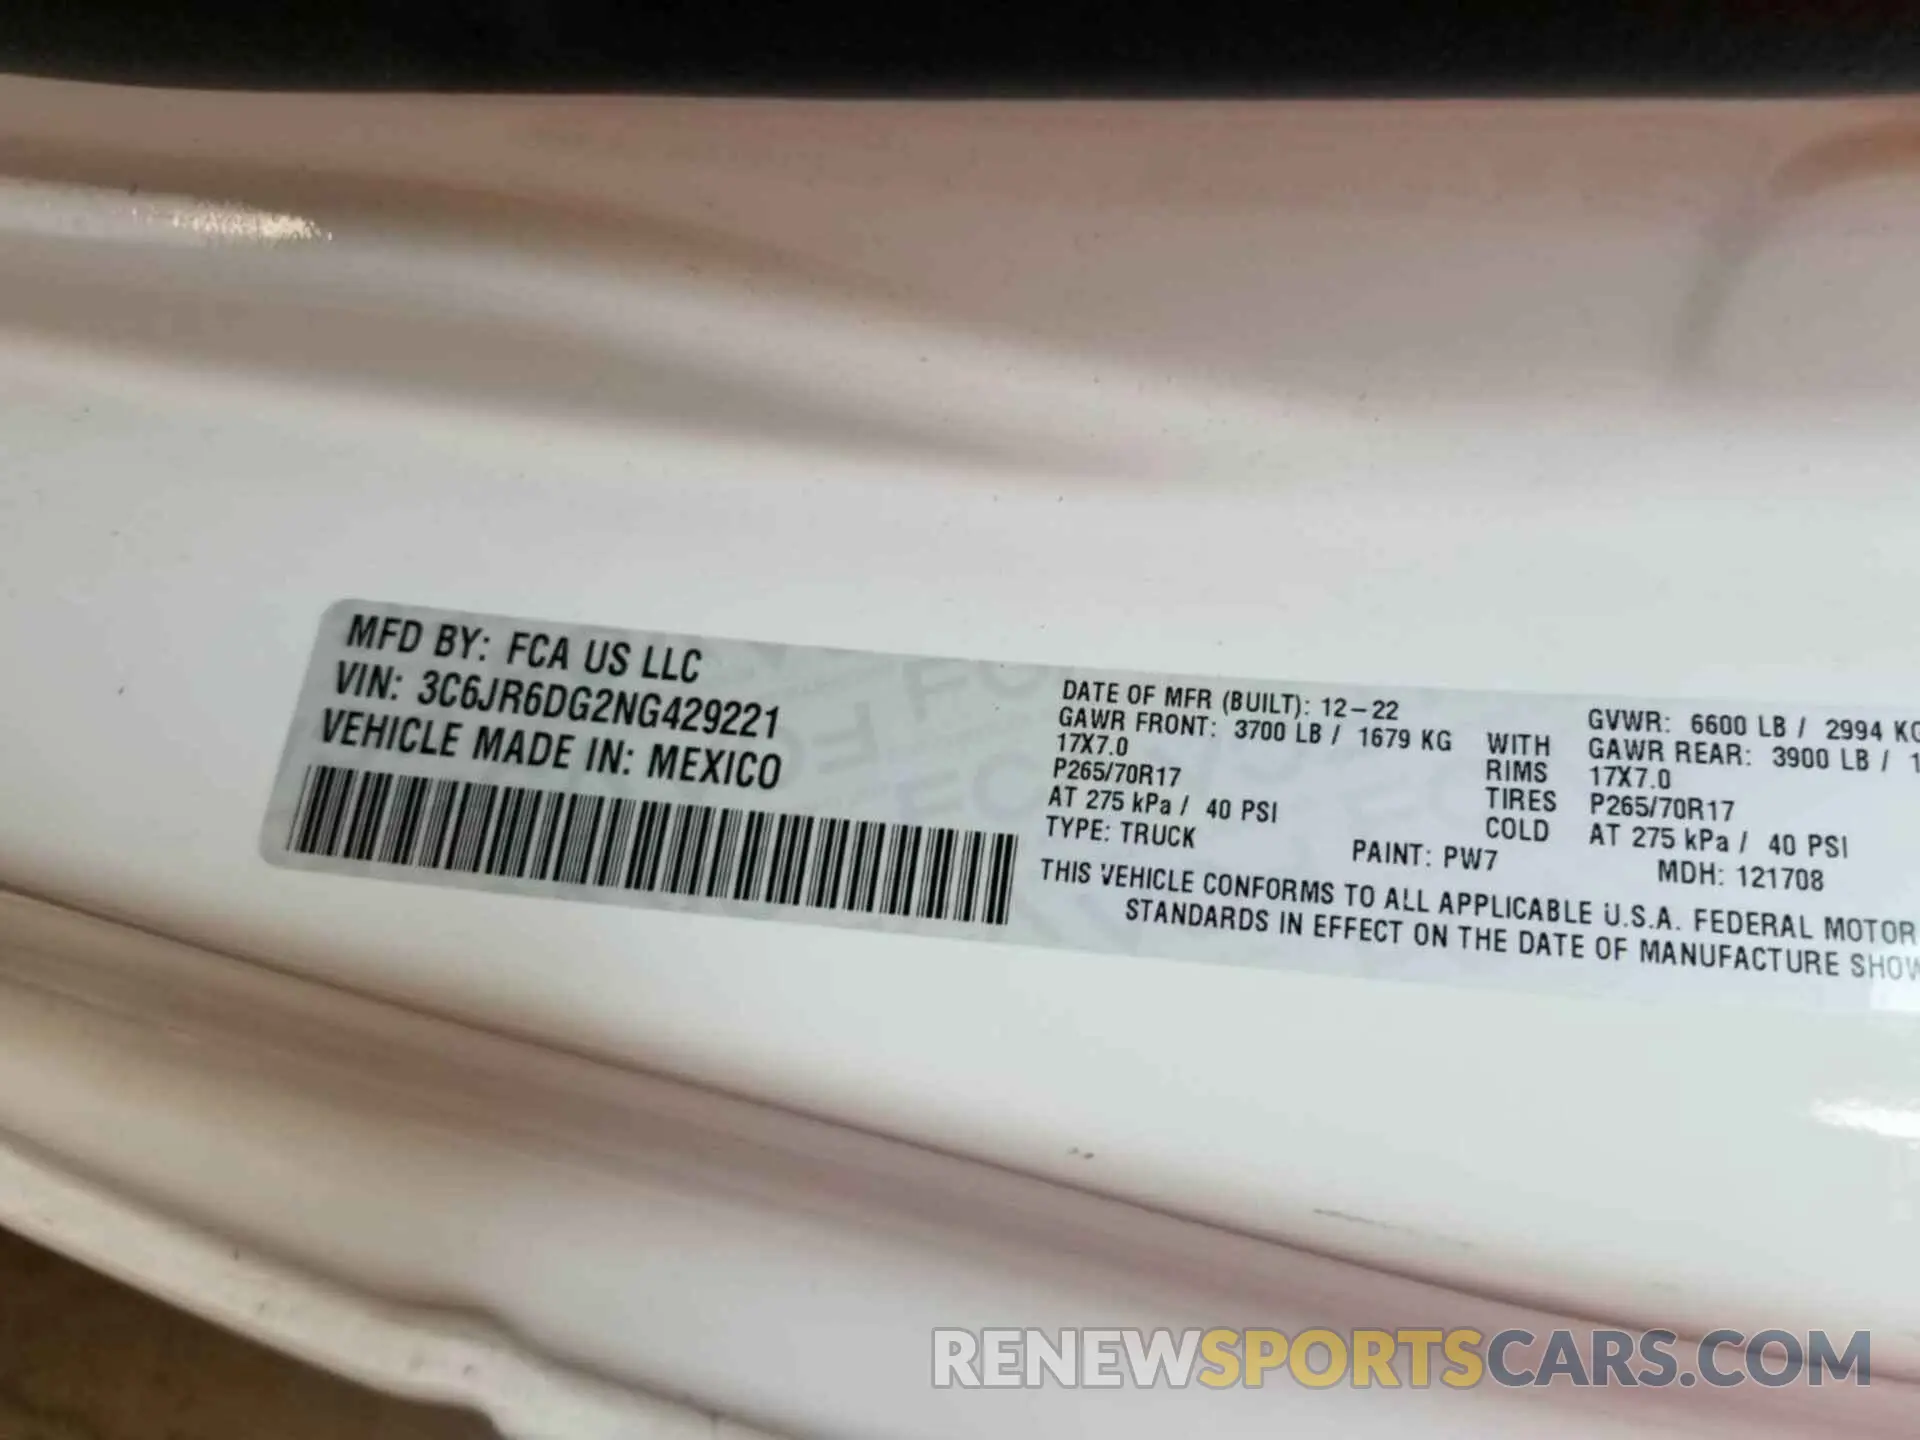 MFD BY: FCA US LLC
VIN: 3C6JR6DG2NG429221
VEHICLE MADE IN: MEXICO
DATE OF MFR (BUILT): 12-22 GVWR: 6600 LB / 2994 KG
GAWR FRONT: 3700 LB / 1679 KG WITH GAWR REAR: 3900 LB / 1
17X7.0 RIMS 17X7.0
P265/70R17 TIRES P265/70R17
AT 275 kPa / 40 PSI COLD AT 275 kPa / 40 PSI
TYPE: TRUCK PAINT: PW7 MDH: 121708
THIS VEHICLE CONFORMS TO ALL APPLICABLE U.S.A. FEDERAL MOTOR
STANDARDS IN EFFECT ON THE DATE OF MANUFACTURE SHOW
RENEWSPORTSCARS.COM